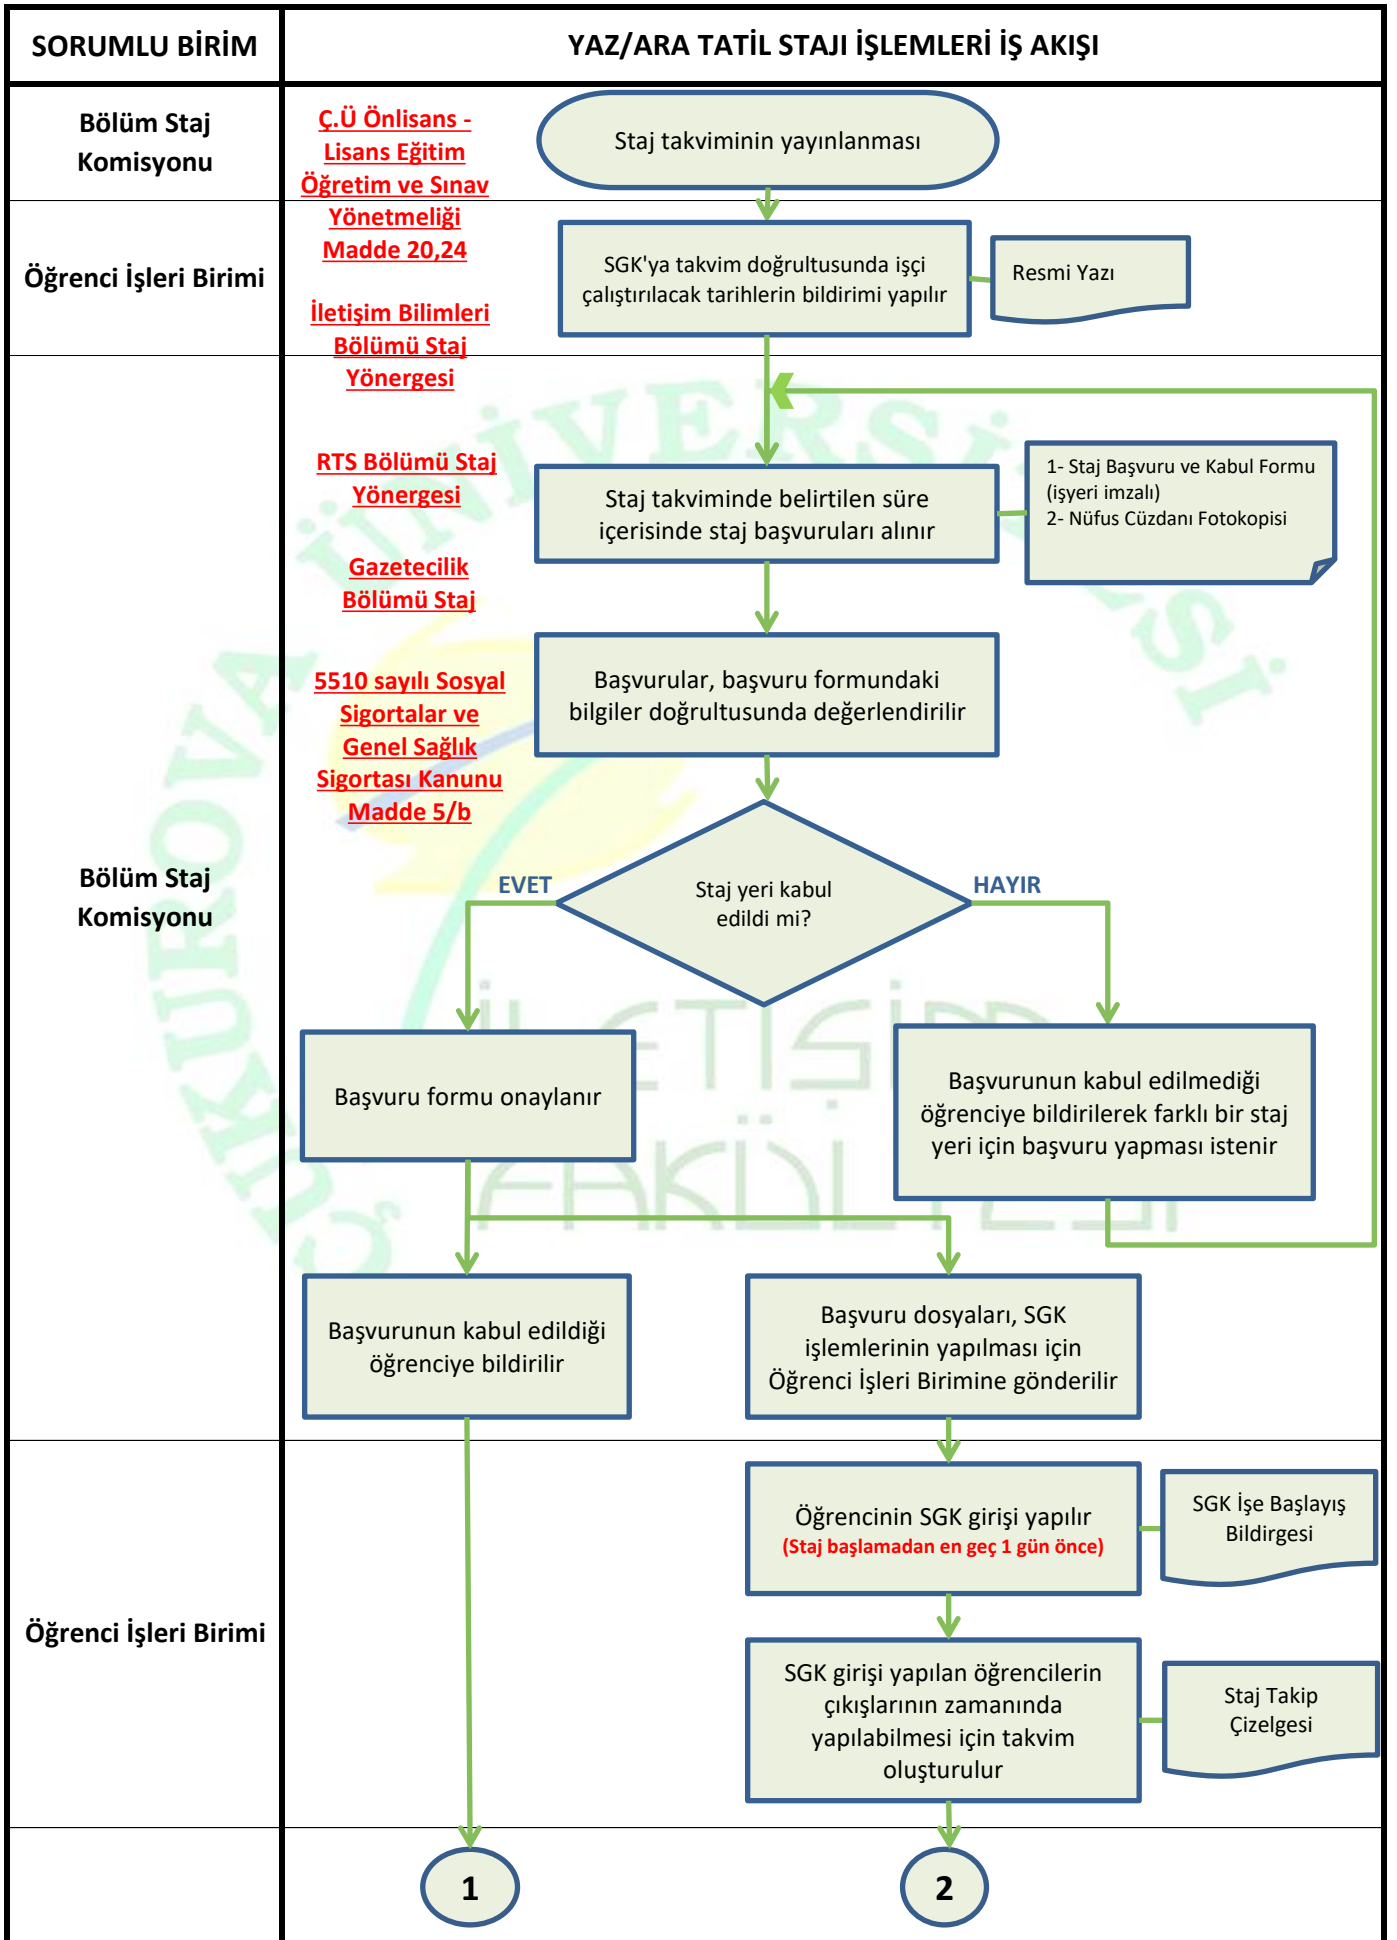 SORUMLU BİRİM
YAZ/ARA TATİL STAJI İŞLEMLERİ İŞ AKIŞI
Bölüm Staj
Komisyonu
Ç.Ü Önlisans -
Lisans Eğitim
Öğretim ve Sınav
Yönetmeliği
Madde 20,24
Staj takviminin yayınlanması
Öğrenci İşleri Birimi
SGK'ya takvim doğrultusunda işçi
çalıştırılacak tarihlerin bildirimi yapılır
Resmi Yazı
İletişim Bilimleri
Bölümü Staj
Yönergesi
RTS Bölümü Staj
Yönergesi
Gazetecilik
Bölümü Staj
5510 sayılı Sosyal
Sigortalar ve
Genel Sağlık
Sigortası Kanunu
Madde 5/b
Staj takviminde belirtilen süre
içerisinde staj başvuruları alınır
1- Staj Başvuru ve Kabul Formu
(işyeri imzalı)
2- Nüfus Cüzdanı Fotokopisi
Başvurular, başvuru formundaki
bilgiler doğrultusunda değerlendirilir
Bölüm Staj
Komisyonu
EVET
Staj yeri kabul
edildi mi?
HAYIR
Başvuru formu onaylanır
Başvurunun kabul edilmediği
öğrenciye bildirilerek farklı bir staj
yeri için başvuru yapması istenir
Başvurunun kabul edildiği
öğrenciye bildirilir
Başvuru dosyaları, SGK
işlemlerinin yapılması için
Öğrenci İşleri Birimine gönderilir
Öğrenci İşleri Birimi
Öğrencinin SGK girişi yapılır
(Staj başlamadan en geç 1 gün önce)
SGK İşe Başlayış
Bildirgesi
SGK girişi yapılan öğrencilerin
çıkışlarının zamanında
yapılabilmesi için takvim
oluşturulur
Staj Takip
Çizelgesi
1
2
ÇUKUROVA ÜNİVERSİTESİ
İLETİŞİM
FAKÜLTESİ